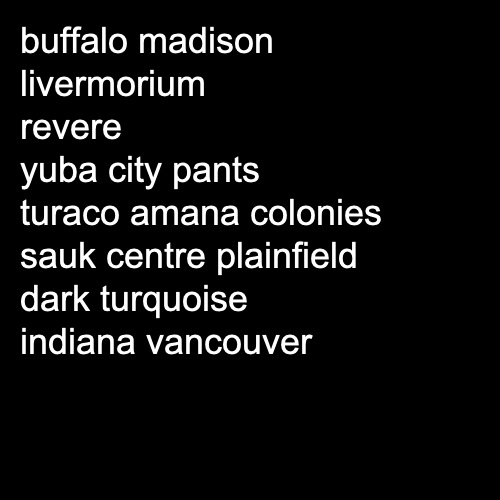 buffalo madison
livermorium
revere
yuba city pants
turaco amana colonies
sauk centre plainfield
dark turquoise
indiana vancouver